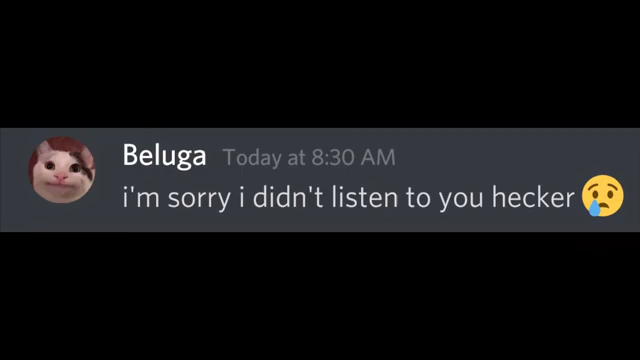 Beluga Today at 8:30 AM
i'm sorry i didn't listen to you hecker 😢